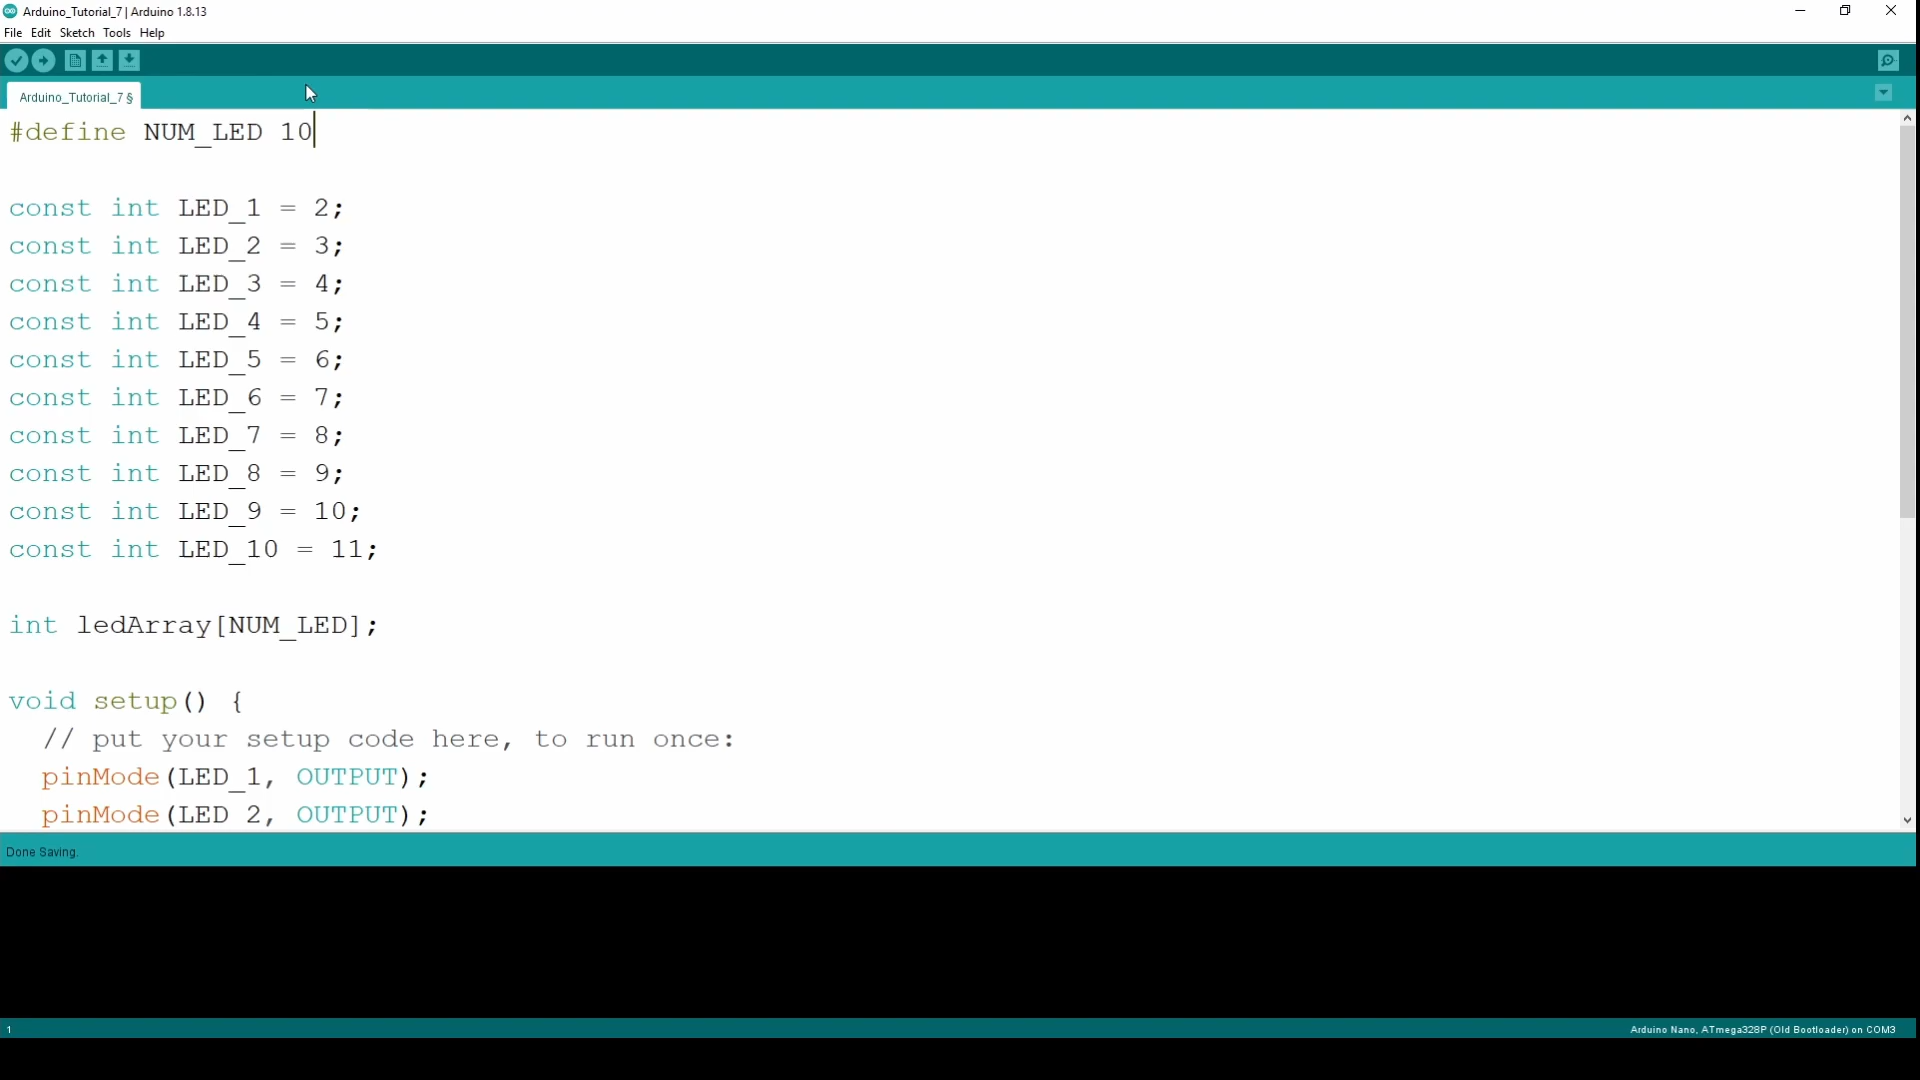 Arduino_Tutorial_7 | Arduino 1.8.13
File Edit Sketch Tools Help
Arduino_Tutorial_7 §
#define NUM_LED 10
const int LED_1 = 2;
const int LED_2 = 3;
const int LED_3 = 4;
const int LED_4 = 5;
const int LED_5 = 6;
const int LED_6 = 7;
const int LED_7 = 8;
const int LED_8 = 9;
const int LED_9 = 10;
const int LED_10 = 11;
int ledArray[NUM_LED];
void setup() {
// put your setup code here, to run once:
pinMode(LED_1, OUTPUT);
pinMode(LED 2, OUTPUT);
Done Saving.
1
Arduino Nano, ATmega328P (Old Bootloader) on COM3